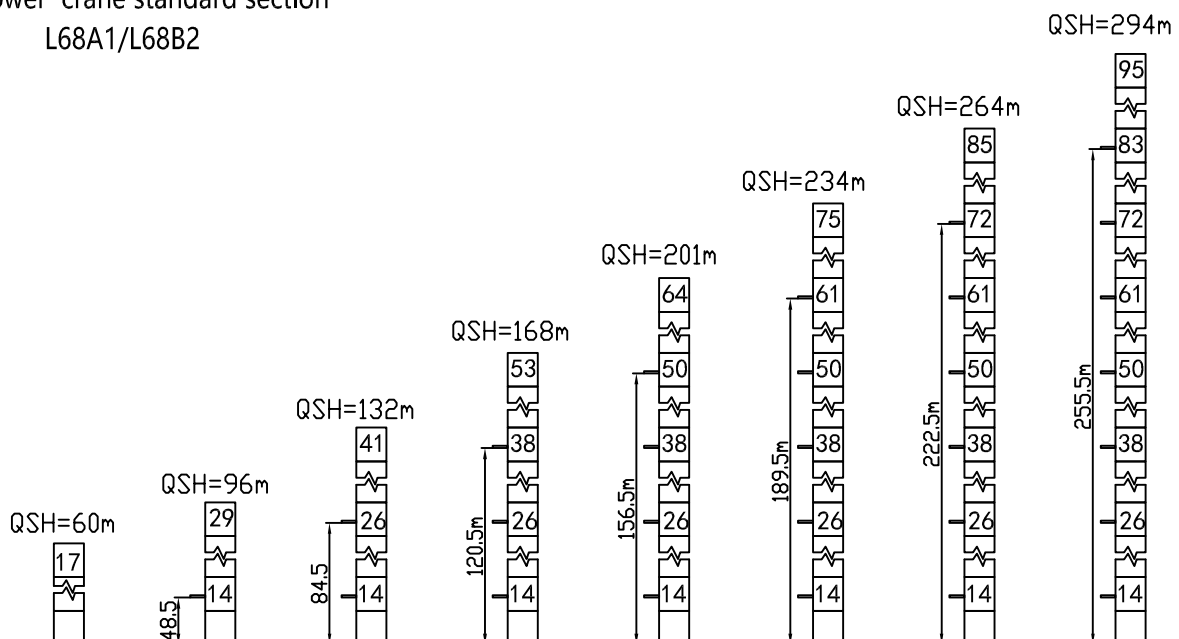 ower crane standard section
L68A1/L68B2
QSH=60m
17
QSH=96m
29
14
48.5
QSH=132m
41
26
14
84.5
QSH=168m
53
38
26
14
120.5m
QSH=201m
64
50
38
26
14
156.5m
QSH=234m
75
61
50
38
26
14
189.5m
QSH=264m
85
72
61
50
38
26
14
222.5m
QSH=294m
95
83
72
61
50
38
26
14
255.5m